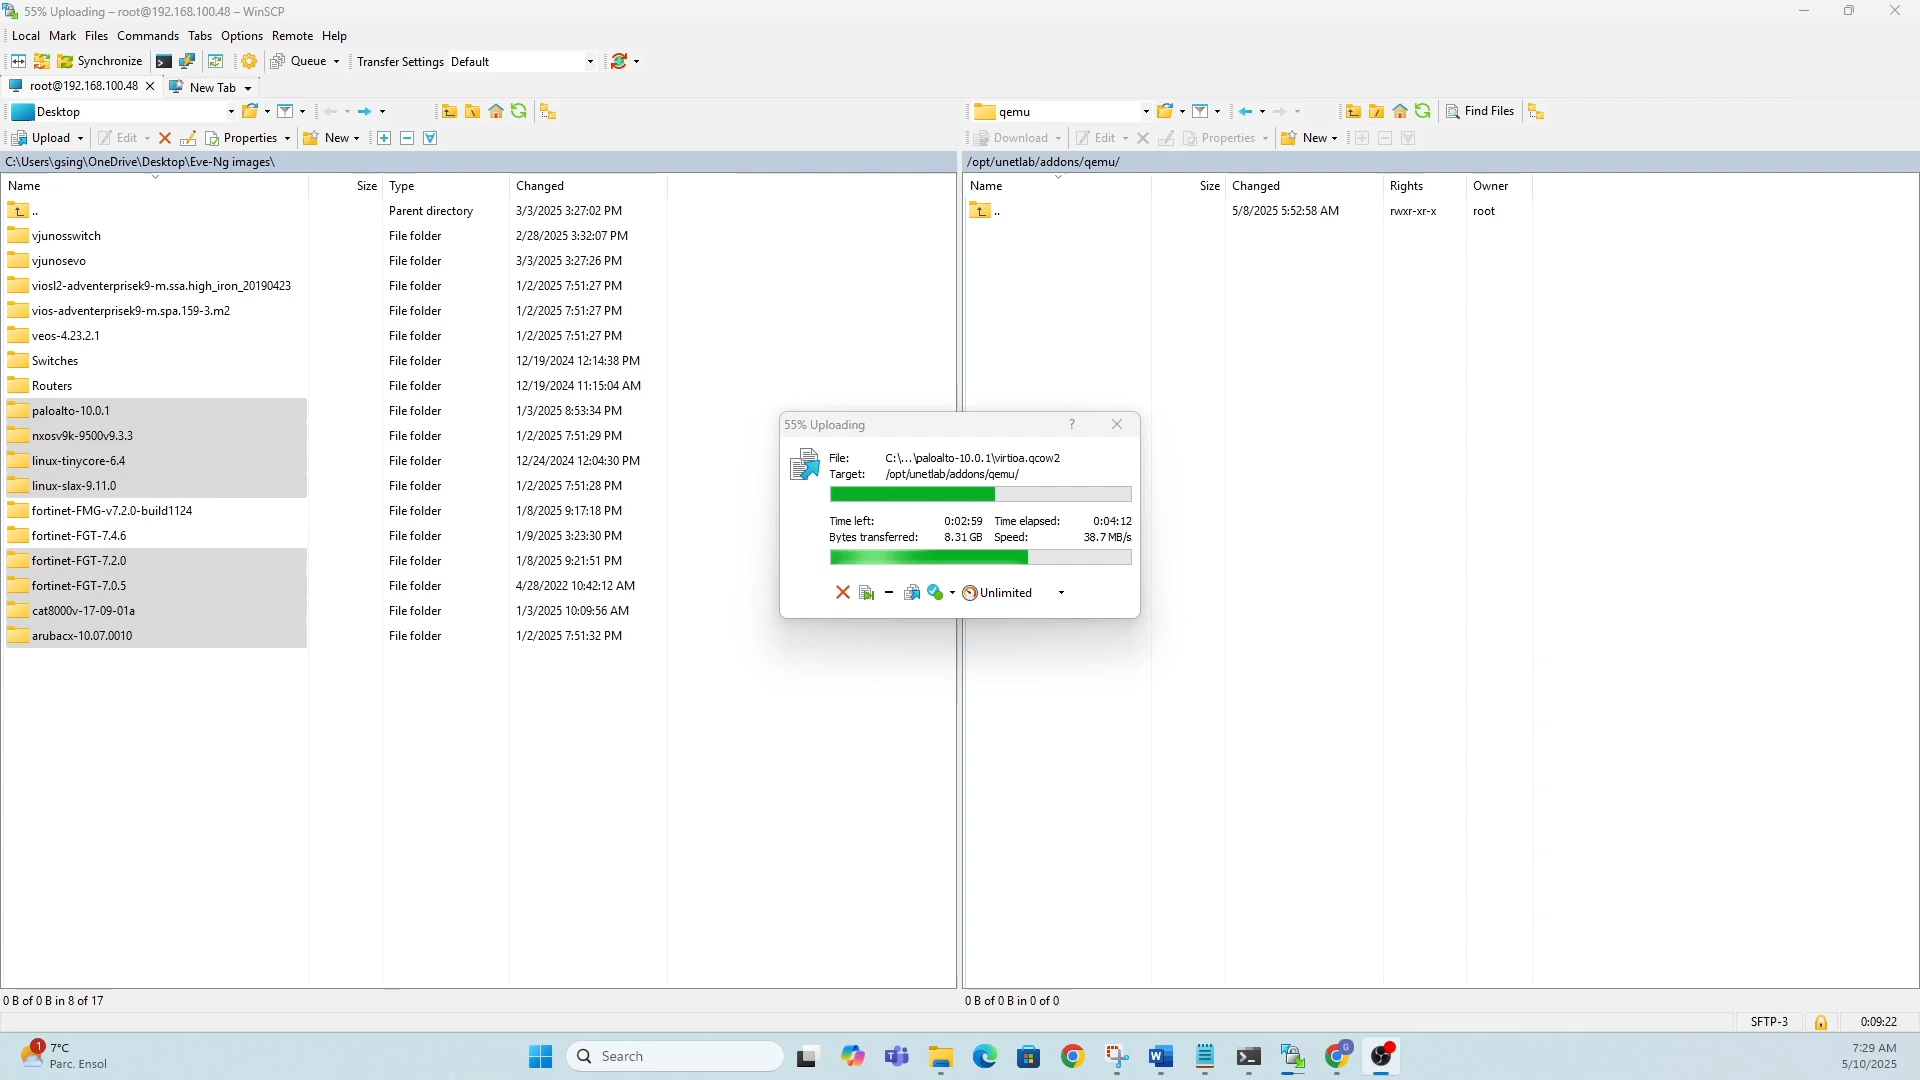 55% Uploading – root@192.168.100.48 – WinSCP
Local Mark Files Commands Tabs Options Remote Help
Synchronize Queue Transfer Settings Default
root@192.168.100.48 New Tab
Desktop qemu Find Files
Upload Edit Properties New Download Edit Properties New
C:\Users\gsing\OneDrive\Desktop\Eve-Ng images\ /opt/unetlab/addons/qemu/
Name Size Type Changed Name Size Changed Rights Owner
.. Parent directory 3/3/2025 3:27:02 PM .. 5/8/2025 5:52:58 AM rwxr-xr-x root
vjunosswitch File folder 2/28/2025 3:32:07 PM
vjunosevo File folder 3/3/2025 3:27:26 PM
viosl2-adventerprisek9-m.ssa.high_iron_20190423 File folder 1/2/2025 7:51:27 PM
vios-adventerprisek9-m.spa.159-3.m2 File folder 1/2/2025 7:51:27 PM
veos-4.23.2.1 File folder 1/2/2025 7:51:27 PM
Switches File folder 12/19/2024 12:14:38 PM
Routers File folder 12/19/2024 11:15:04 AM
paloalto-10.0.1 File folder 1/3/2025 8:53:34 PM
nxosv9k-9500v9.3.3 File folder 1/2/2025 7:51:29 PM
linux-tinycore-6.4 File folder 12/24/2024 12:04:30 PM
linux-slax-9.11.0 File folder 1/2/2025 7:51:28 PM
fortinet-FMG-v7.2.0-build1124 File folder 1/8/2025 9:17:18 PM
fortinet-FGT-7.4.6 File folder 1/9/2025 3:23:30 PM
fortinet-FGT-7.2.0 File folder 1/8/2025 9:21:51 PM
fortinet-FGT-7.0.5 File folder 4/28/2022 10:42:12 AM
cat8000v-17-09-01a File folder 1/3/2025 10:09:56 AM
arubacx-10.07.0010 File folder 1/2/2025 7:51:32 PM
55% Uploading ?
File: C:\...\paloalto-10.0.1\virtioa.qcow2
Target: /opt/unetlab/addons/qemu/
Time left: 0:02:59 Time elapsed: 0:04:12
Bytes transferred: 8.31 GB Speed: 38.7 MB/s
Unlimited
0 B of 0 B in 8 of 17 0 B of 0 B in 0 of 0
SFTP-3 0:09:22
1 7°C
Parc. Ensol
Search
7:29 AM
5/10/2025